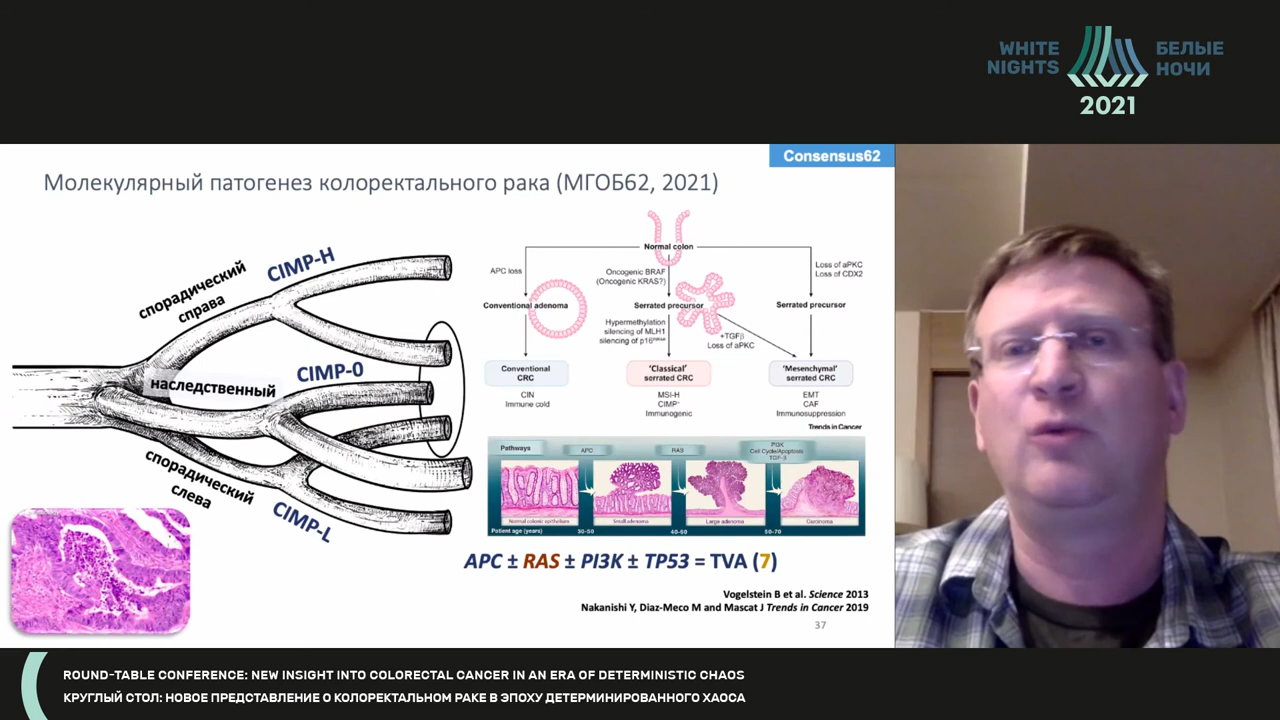 WHITE
NIGHTS
БЕЛЫЕ
НОЧИ
2021
Consensus62
Молекулярный патогенез колоректального рака (МГОБ62, 2021)
спорадический
справа
CIMP-H
наследственный
CIMP-0
спорадический
слева
CIMP-L
Normal colon
APC loss
Oncogenic BRAF
(Oncogenic KRAS?)
Loss of aPKC
Loss of CDX2
Conventional adenoma
Serrated precursor
Serrated precursor
Hypermethylation
silencing of MLH1
silencing of p16
+TGFβ
Loss of aPKC
Conventional
CRC
'Classical'
serrated CRC
'Mesenchymal'
serrated CRC
CIN
Immune cold
MSI-H
CIMP+
Immunogenic
EMT
CAF
Immunosuppression
Trends in Cancer
Pathways
APC
RAS
PI3K
Cell Cycle/Apoptosis
TGF-β
Normal colonic epithelium
Small adenoma
Large adenoma
Carcinoma
Patient age (years)
30-50
40-60
50-70
APC ± RAS ± PI3K ± TP53 = TVA (7)
Vogelstein B et al. Science 2013
Nakanishi Y, Diaz-Meco M and Mascat J Trends in Cancer 2019
37
ROUND-TABLE CONFERENCE: NEW INSIGHT INTO COLORECTAL CANCER IN AN ERA OF DETERMINISTIC CHAOS
КРУГЛЫЙ СТОЛ: НОВОЕ ПРЕДСТАВЛЕНИЕ О КОЛОРЕКТАЛЬНОМ РАКЕ В ЭПОХУ ДЕТЕРМИНИРОВАННОГО ХАОСА